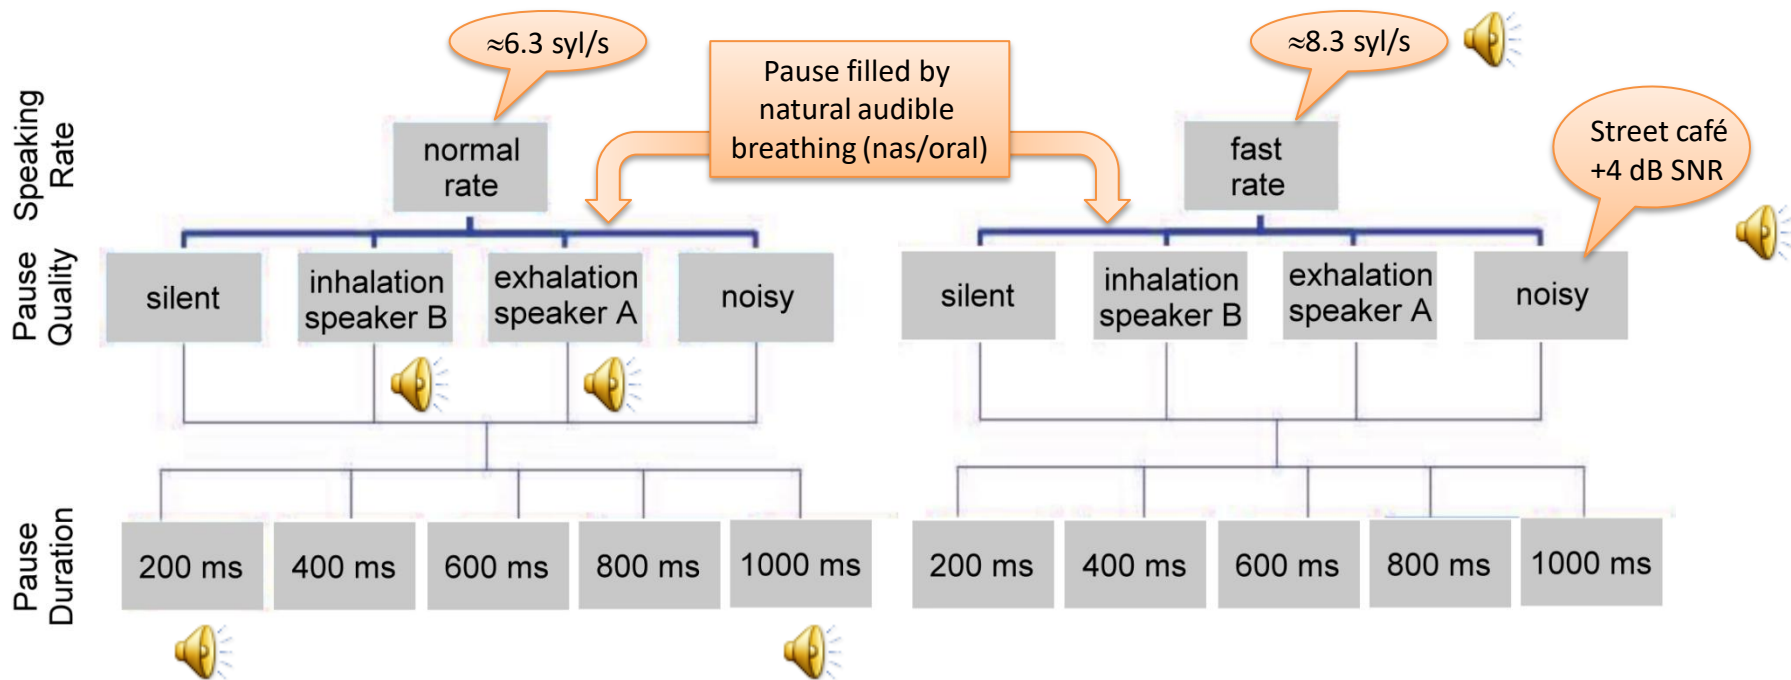 ≈6.3 syl/s
≈8.3 syl/s
Pause filled by
natural audible
breathing (nas/oral)
Street café
+4 dB SNR
Speaking
Rate
normal
rate
fast
rate
Pause
Quality
silent
inhalation
speaker B
exhalation
speaker A
noisy
silent
inhalation
speaker B
exhalation
speaker A
noisy
Pause
Duration
200 ms
400 ms
600 ms
800 ms
1000 ms
200 ms
400 ms
600 ms
800 ms
1000 ms